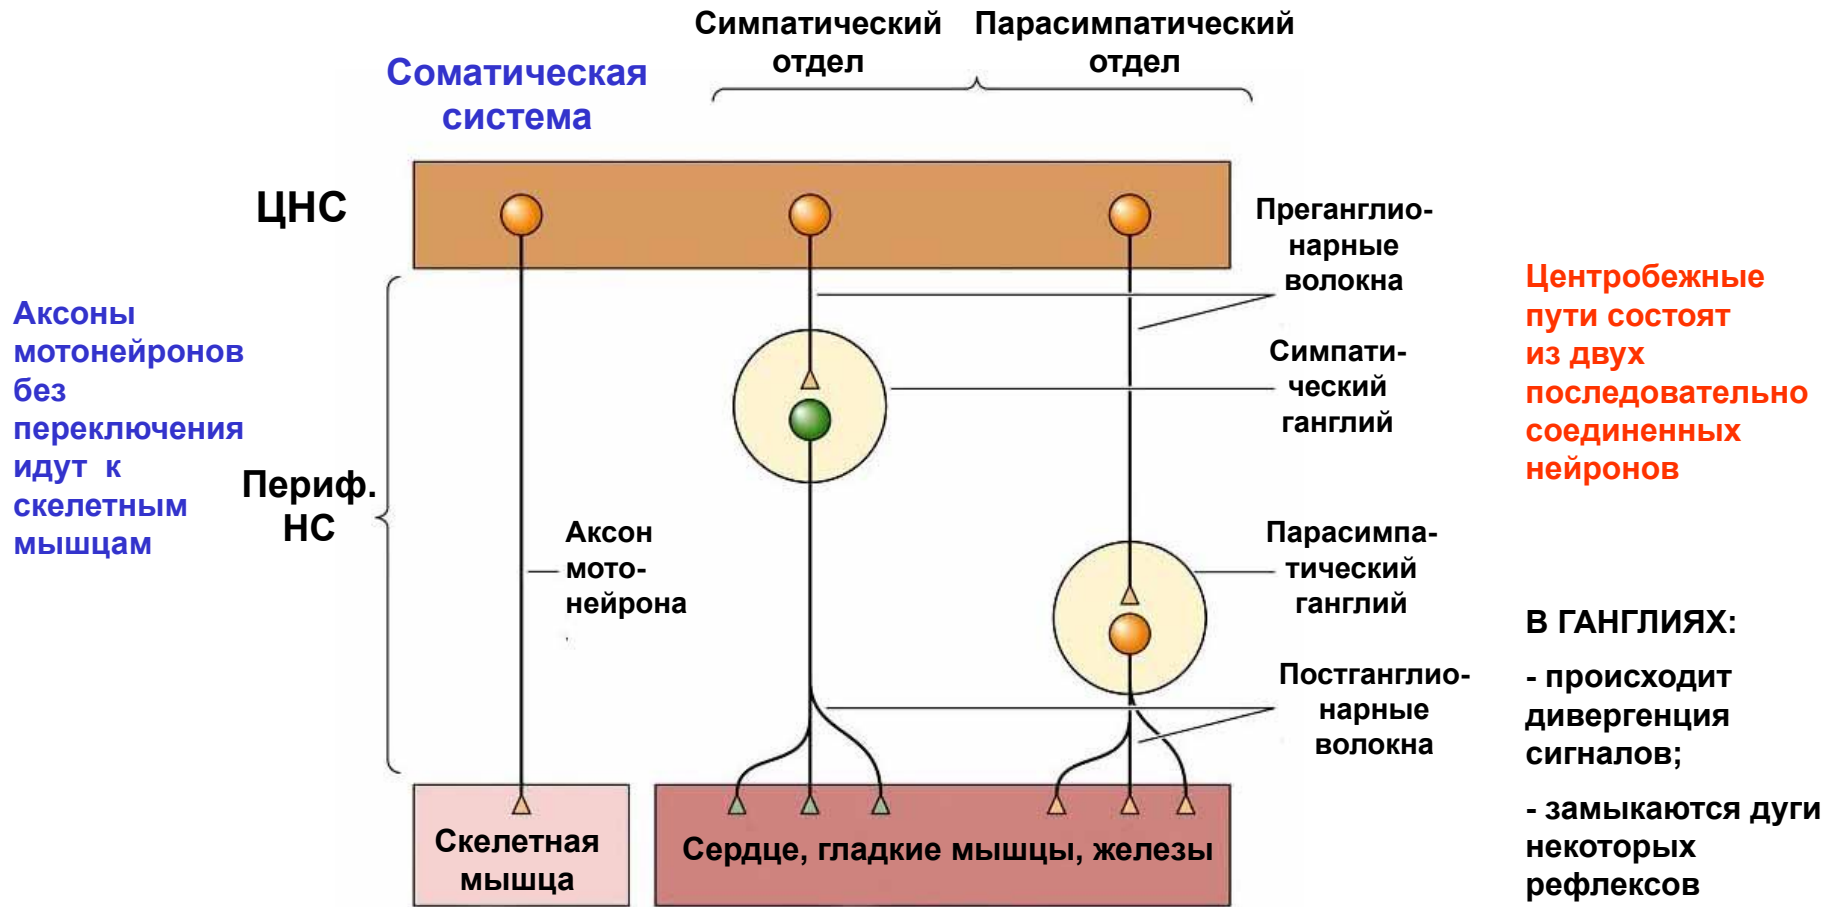 Симпатический
отдел
Парасимпатический
отдел
Соматическая
система
ЦНС
Преганглио-
нарные
волокна
Аксоны
мотонейронов
без
переключения
идут к
скелетным
мышцам
Центробежные
пути состоят
из двух
последовательно
соединенных
нейронов
Симпати-
ческий
ганглий
Периф.
НС
Аксон
мото-
нейрона
Парасимпа-
тический
ганглий
В ГАНГЛИЯХ:
- происходит
дивергенция
сигналов;
- замыкаются дуги
некоторых
рефлексов
Постганглио-
нарные
волокна
Скелетная
мышца
Сердце, гладкие мышцы, железы